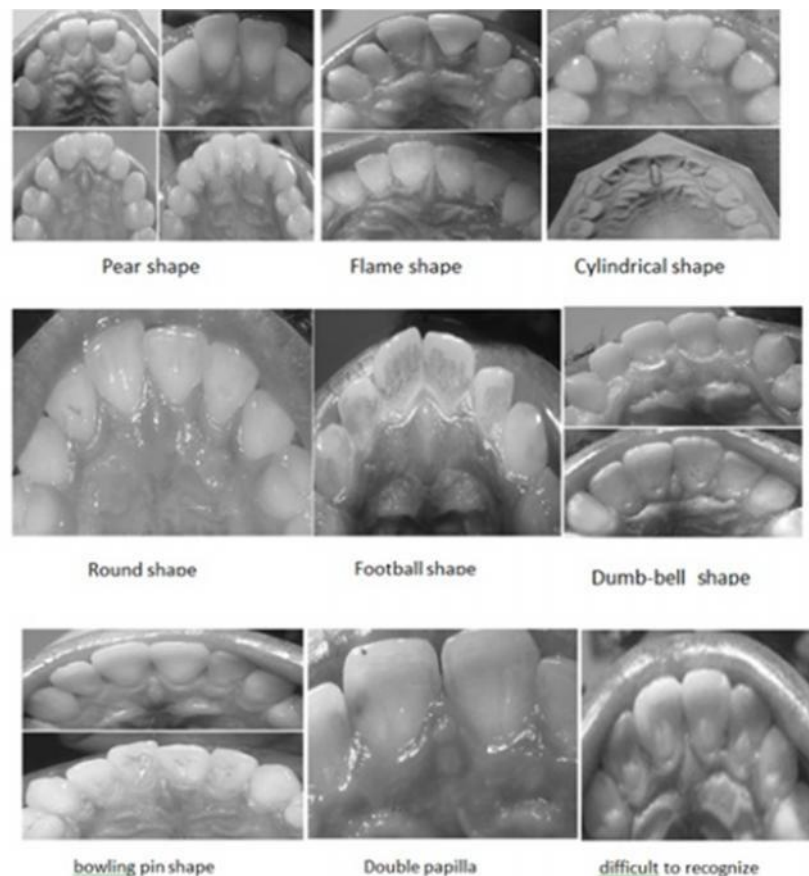 Pear shape
Flame shape
Cylindrical shape
Round shape
Football shape
Dumb-bell shape
bowling pin shape
Double papilla
difficult to recognize